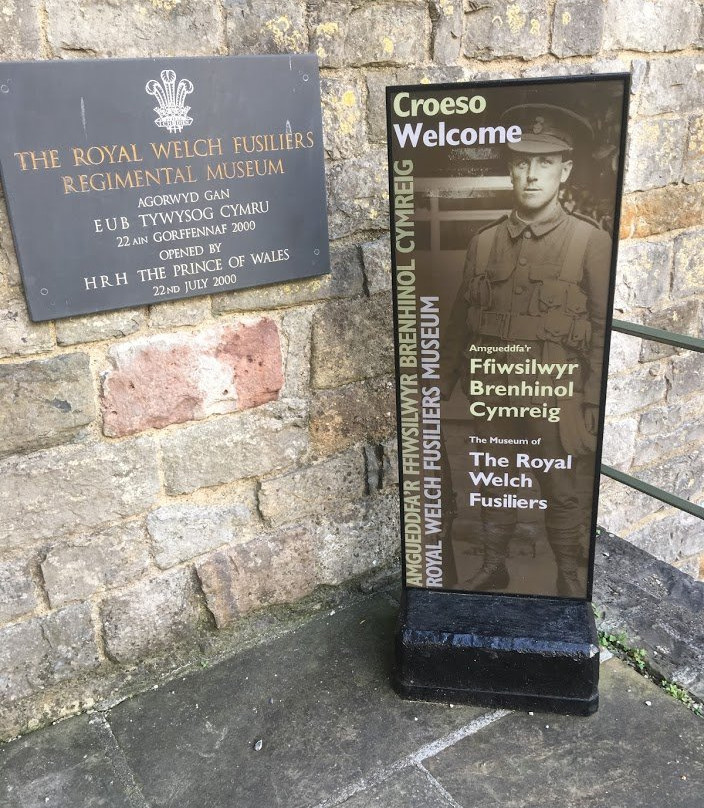 THE ROYAL WELCH FUSILIERS
REGIMENTAL MUSEUM
AGORWYD GAN
EUB TYWYSOG CYMRU
22AIN GORFFENNAF 2000
OPENED BY
HRH THE PRINCE OF WALES
22ND JULY 2000
Croeso
Welcome
AMGUEDDFA'R FFIWSILWYR BRENHINOL CYMREIG
ROYAL WELCH FUSILIERS MUSEUM
Amgueddfa'r
Ffiwsilwyr
Brenhinol
Cymreig
The Museum of
The Royal
Welch
Fusiliers